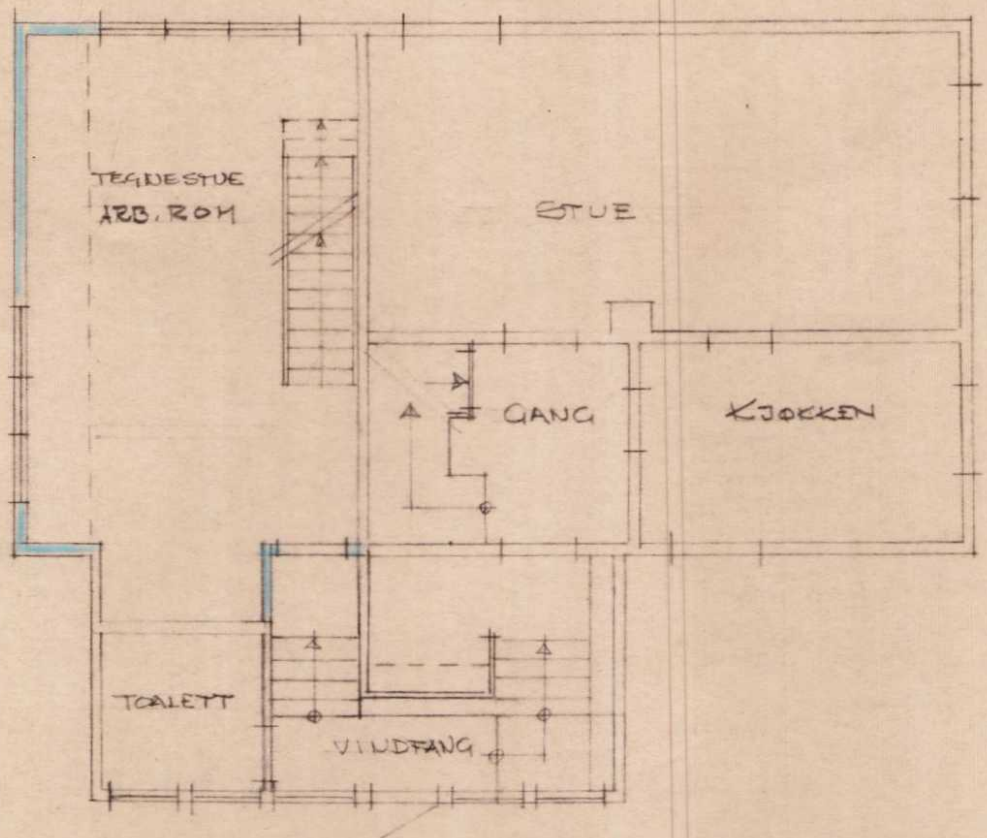 TEGNESTUE
ARB. ROM
STUE
GANG
KJØKKEN
TOALETT
VINDFANG